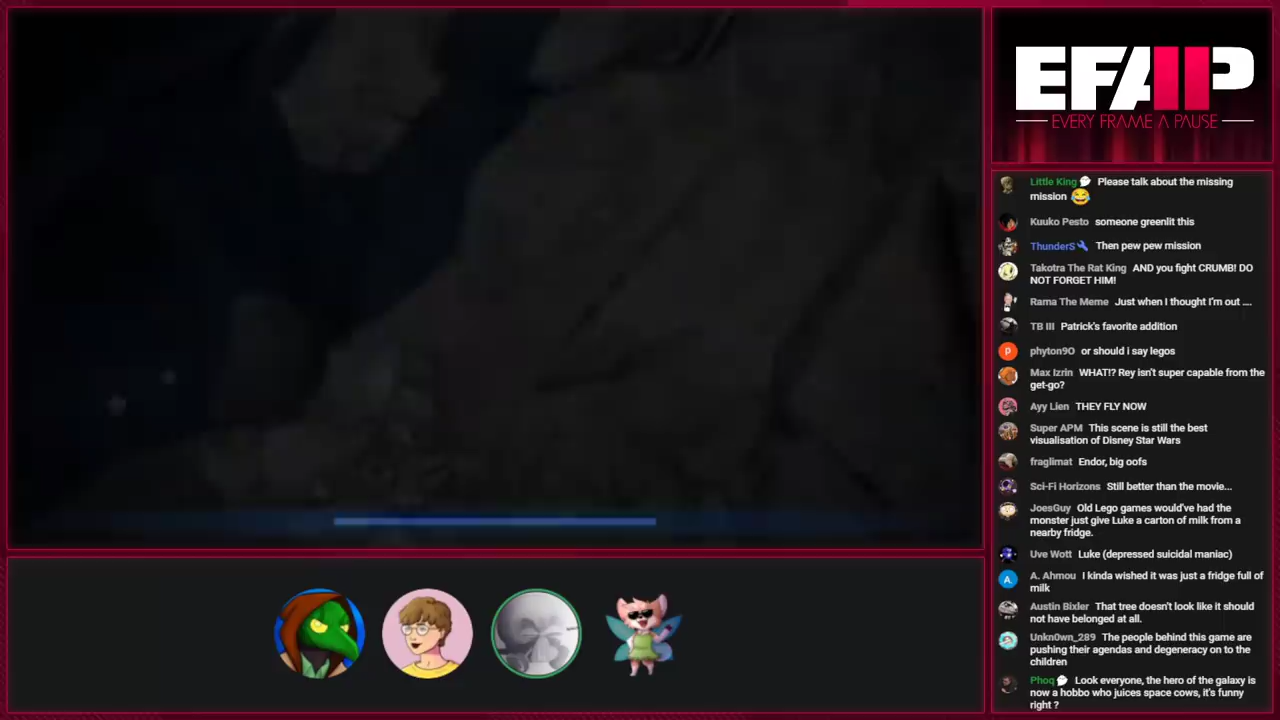 EFAP
EVERY FRAME A PAUSE
Little King Please talk about the missing
mission 😂
Kuuko Pesto someone greenlit this
ThunderS Then pew pew mission
Takotra The Rat King AND you fight CRUMB! DO
NOT FORGET HIM!
Rama The Meme Just when I thought I'm out ....
TB III Patrick's favorite addition
P phyton90 or should i say legos
Max Izrin WHAT!? Rey isn't super capable from the
get-go?
Ayy Lien THEY FLY NOW
Super APM This scene is still the best
visualisation of Disney Star Wars
fraglimat Endor, big oofs
Sci-Fi Horizons Still better than the movie...
JoesGuy Old Lego games would've had the
monster just give Luke a carton of milk from a
nearby fridge.
Uve Wott Luke (depressed suicidal maniac)
A. A. Ahmou I kinda wished it was just a fridge full of
milk
Austin Bixler That tree doesn't look like it should
not have belonged at all.
Unkn0wn_289 The people behind this game are
pushing their agendas and degeneracy on to the
children
Phoq Look everyone, the hero of the galaxy is
now a hobbo who juices space cows, it's funny
right ?